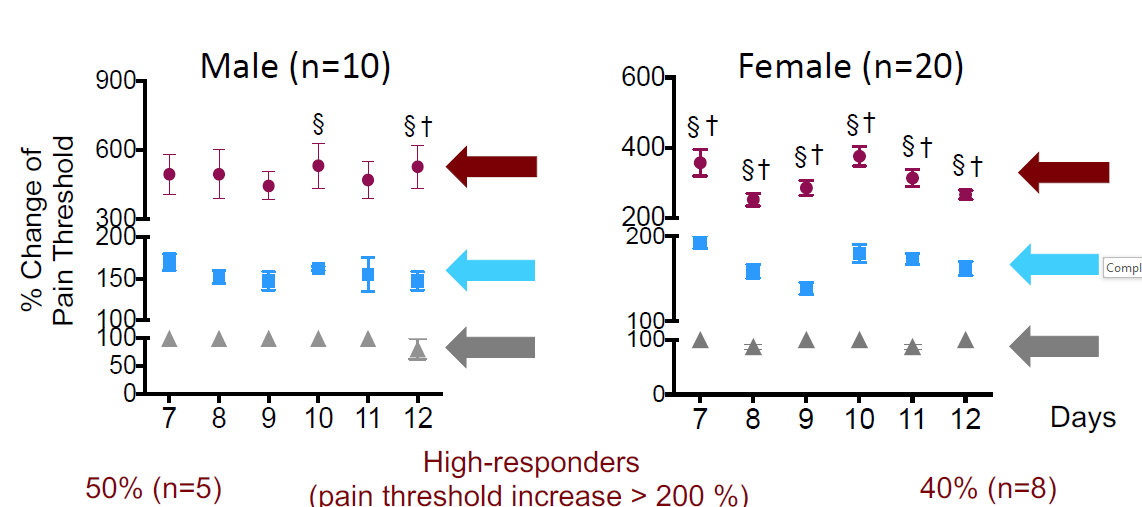 Male (n=10)
Female (n=20)
% Change of
Pain Threshold
900
600
300
200
150
100
100
50
0
§
§ †
7 8 9 10 11 12
600
400
200
200
100
100
0
§ †
§ †
§ †
§ †
§ †
§ †
7 8 9 10 11 12
Days
Compl
High-responders
(pain threshold increase > 200 %)
50% (n=5)
40% (n=8)